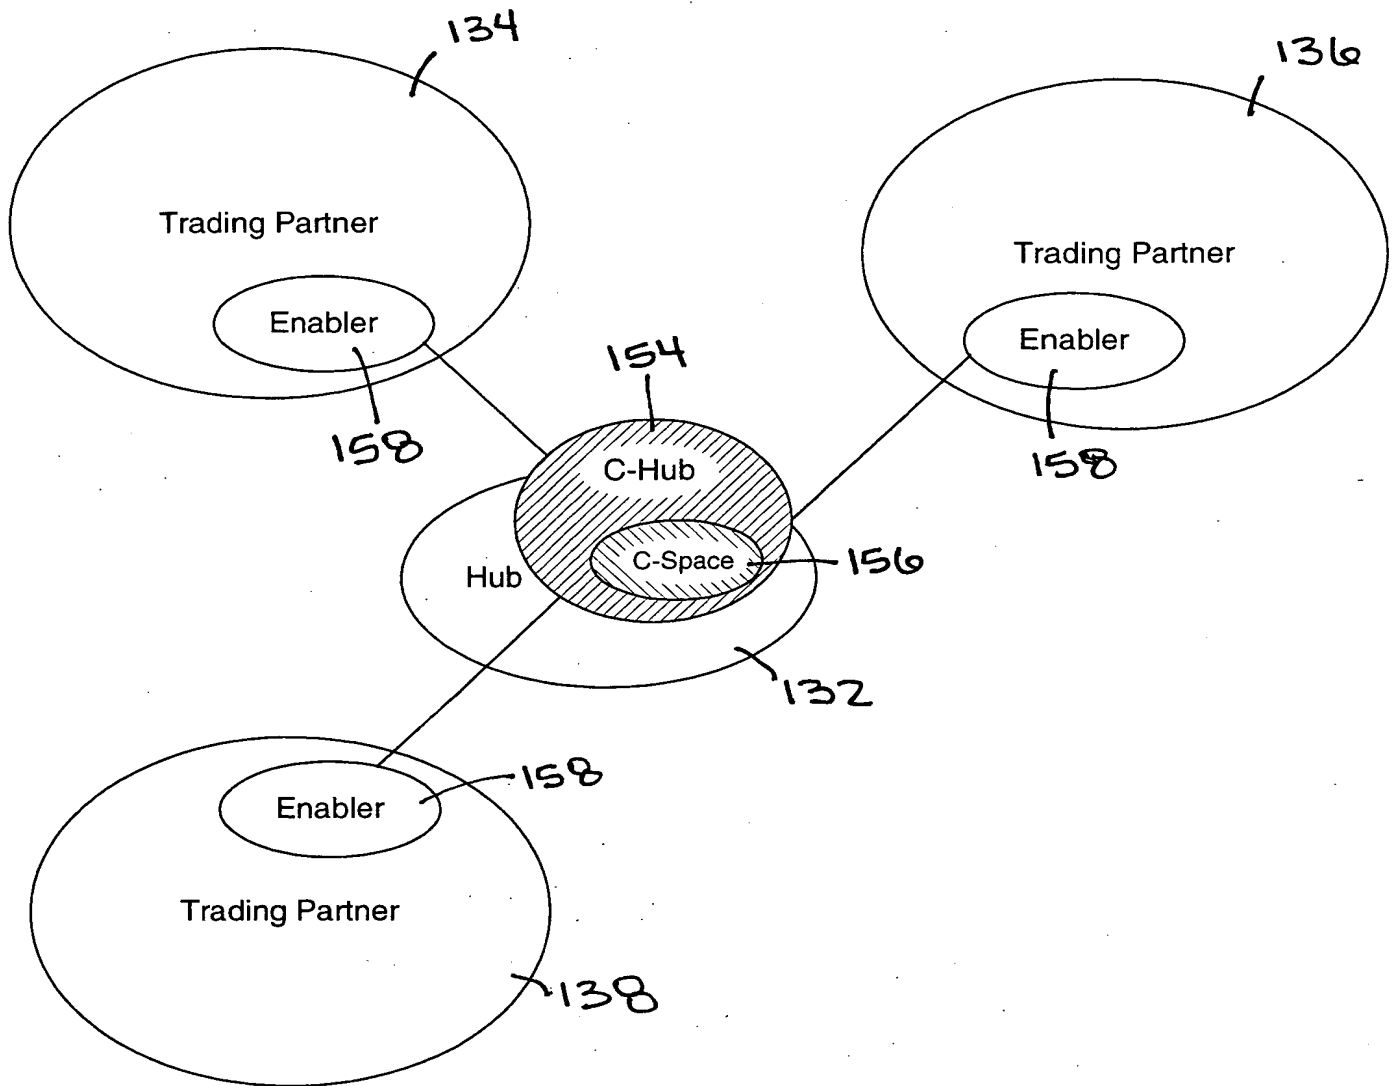 134
136
Trading Partner
Trading Partner
Enabler
Enabler
154
158
158
C-Hub
C-Space
156
Hub
132
158
Enabler
Trading Partner
138